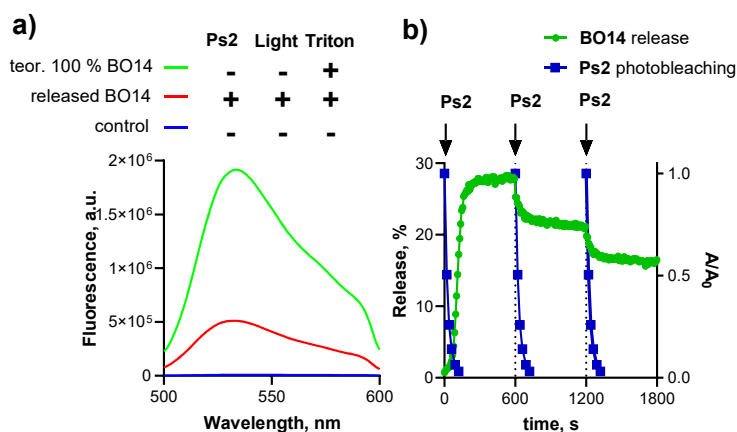 a)
Ps2 Light Triton
teor. 100 % BO14 - - +
released BO14 + + +
control - - -
Fluorescence, a.u.
2×10⁶
1.5×10⁶
1×10⁶
5×10⁵
0
500 550 600
Wavelength, nm
b)
BO14 release
Ps2 photobleaching
Ps2 Ps2 Ps2
Release, %
30
20
10
0
1.0
0.5
0.0
A/A₀
0 600 1200 1800
time, s